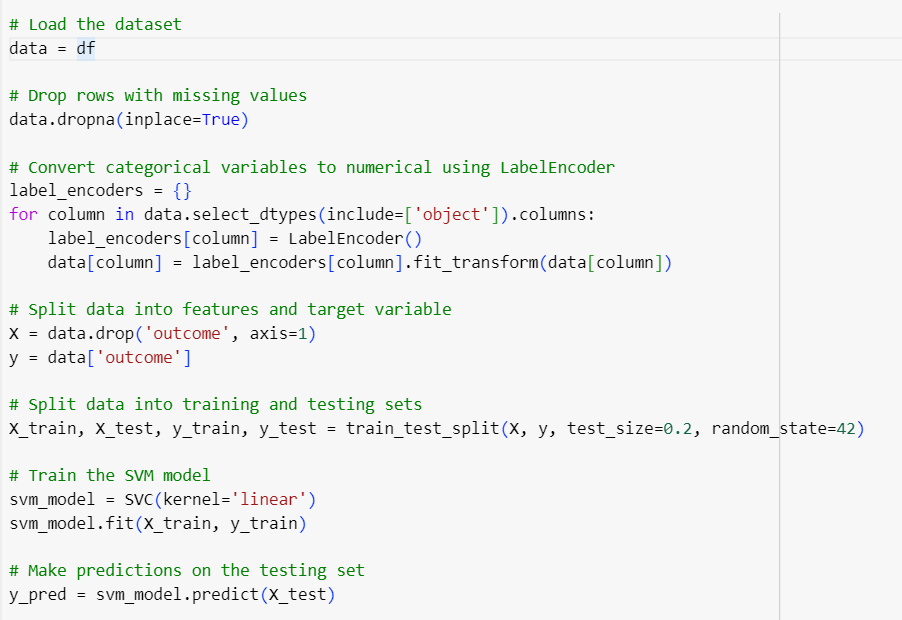 # Load the dataset
data = df
# Drop rows with missing values
data.dropna(inplace=True)
# Convert categorical variables to numerical using LabelEncoder
label_encoders = {}
for column in data.select_dtypes(include=['object']).columns:
    label_encoders[column] = LabelEncoder()
    data[column] = label_encoders[column].fit_transform(data[column])
# Split data into features and target variable
X = data.drop('outcome', axis=1)
y = data['outcome']
# Split data into training and testing sets
X_train, X_test, y_train, y_test = train_test_split(X, y, test_size=0.2, random_state=42)
# Train the SVM model
svm_model = SVC(kernel='linear')
svm_model.fit(X_train, y_train)
# Make predictions on the testing set
y_pred = svm_model.predict(X_test)